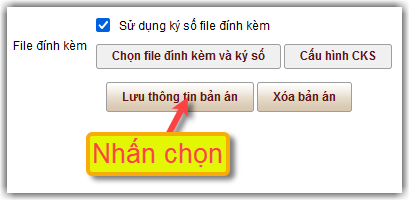 Sử dụng ký số file đính kèm
File đính kèm
Chọn file đính kèm và ký số Cấu hình CKS
Lưu thông tin bản án Xóa bản án
Nhấn chọn